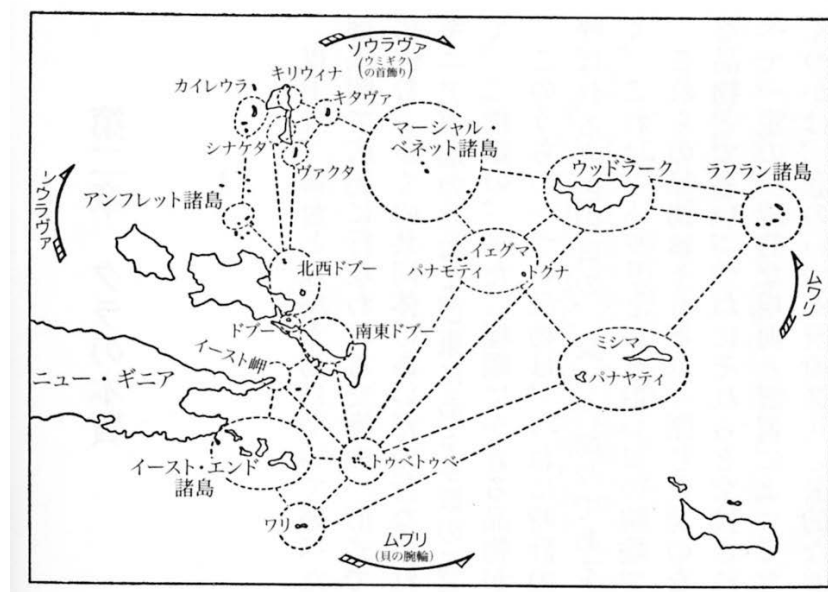 ソウラヴァ
(ウミギク
の首飾り)
カイレウラ
キリウィナ
キタヴァ
マーシャル・
ベネット諸島
シナケタ
ヴァクタ
ウッドラーク
ラフラン諸島
ソウラヴァ
アンフレット諸島
イェグマ
パナモティ
トクナ
北西ドブー
ムワリ
ドブー
南東ドブー
イースト岬
ミシマ
パナヤティ
ニュー・ギニア
イースト・エンド
諸島
トゥベトゥベ
ワリ
ムワリ
(貝の腕輪)